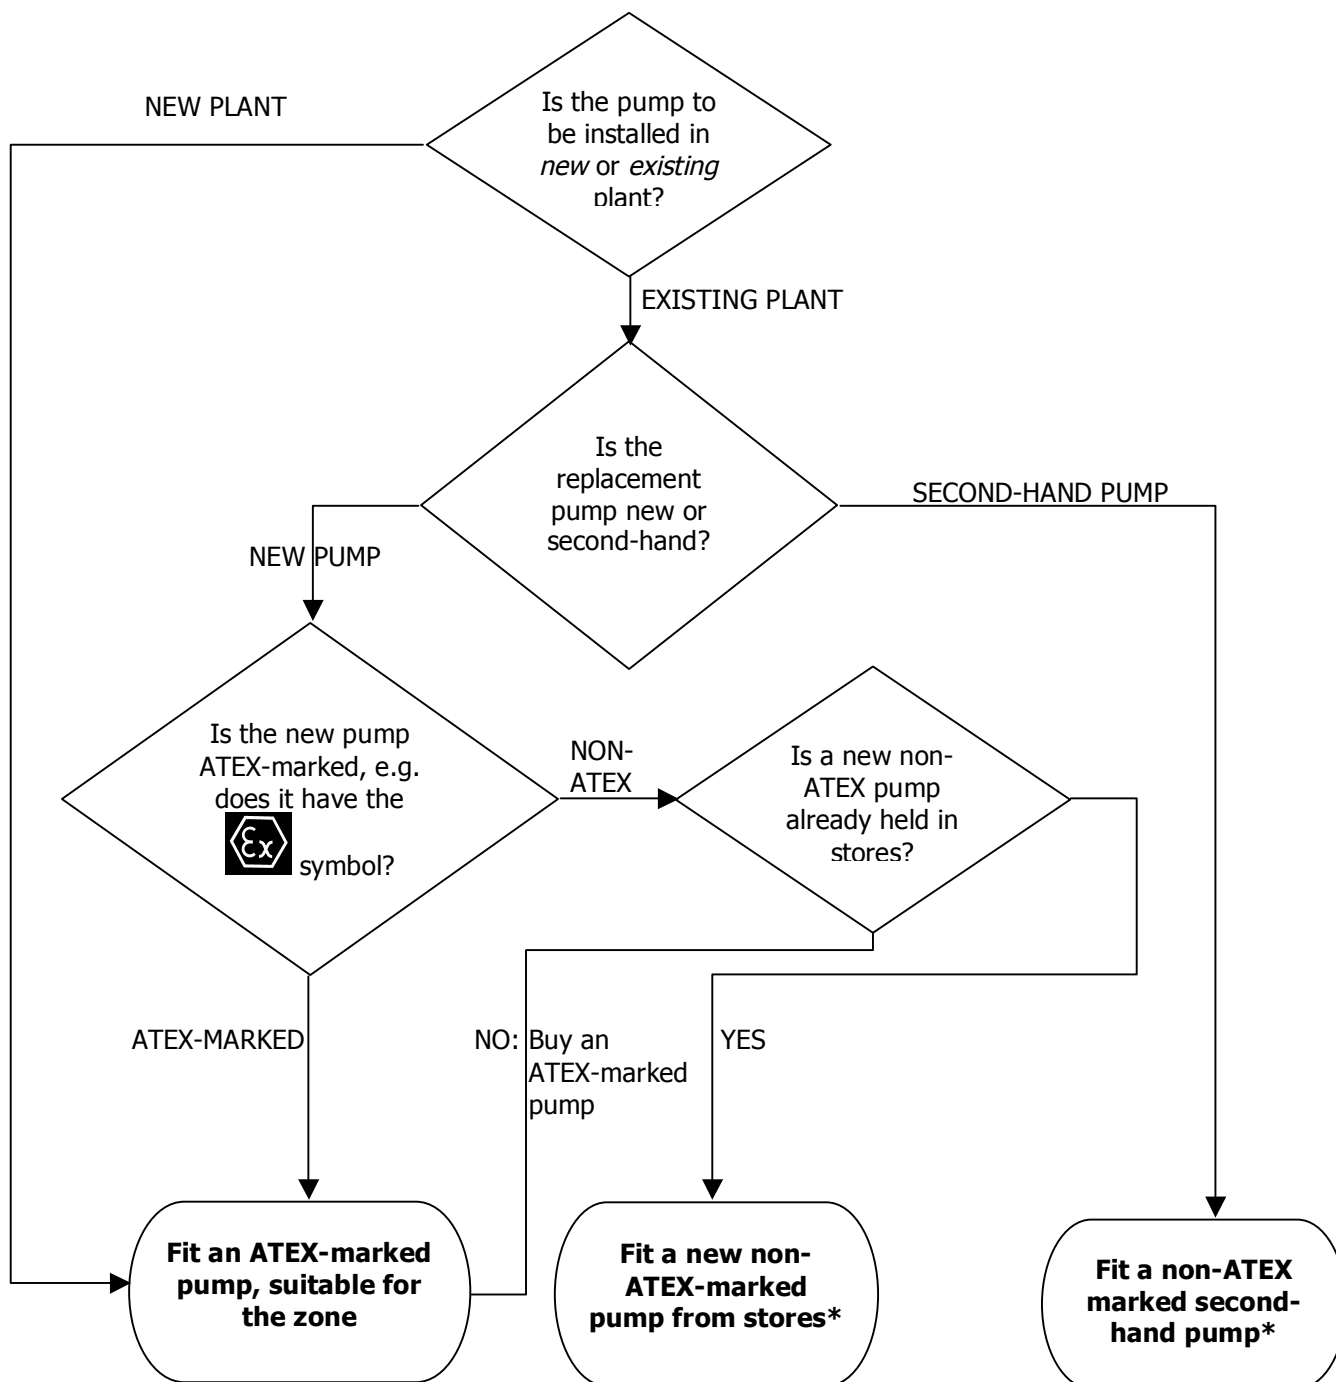 NEW PLANT
Is the pump to
be installed in
new or existing
plant?
EXISTING PLANT
Is the
replacement
pump new or
second-hand?
SECOND-HAND PUMP
NEW PUMP
Is the new pump
ATEX-marked, e.g.
does it have the
Ex
symbol?
NON-
ATEX
Is a new non-
ATEX pump
already held in
stores?
ATEX-MARKED
NO: Buy an
ATEX-marked
pump
YES
Fit an ATEX-marked
pump, suitable for
the zone
Fit a new non-
ATEX-marked
pump from stores*
Fit a non-ATEX
marked second-
hand pump*